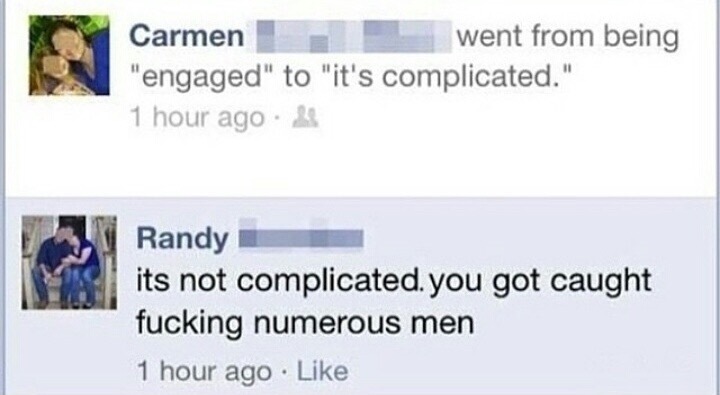 Carmen went from being
"engaged" to "it's complicated."
1 hour ago ·
Randy
its not complicated.you got caught
fucking numerous men
1 hour ago · Like